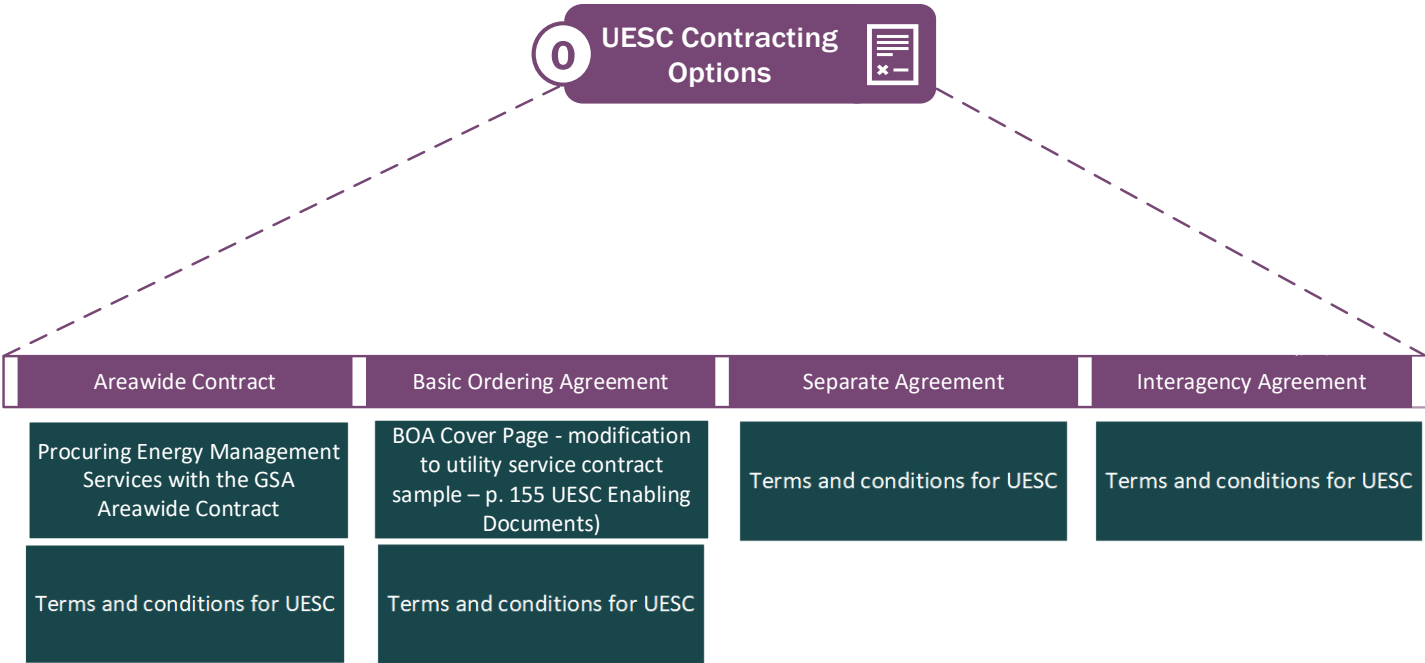 0
UESC Contracting
Options
Areawide Contract
Basic Ordering Agreement
Separate Agreement
Interagency Agreement
Procuring Energy Management
Services with the GSA
Areawide Contract
BOA Cover Page - modification
to utility service contract
sample – p. 155 UESC Enabling
Documents)
Terms and conditions for UESC
Terms and conditions for UESC
Terms and conditions for UESC
Terms and conditions for UESC